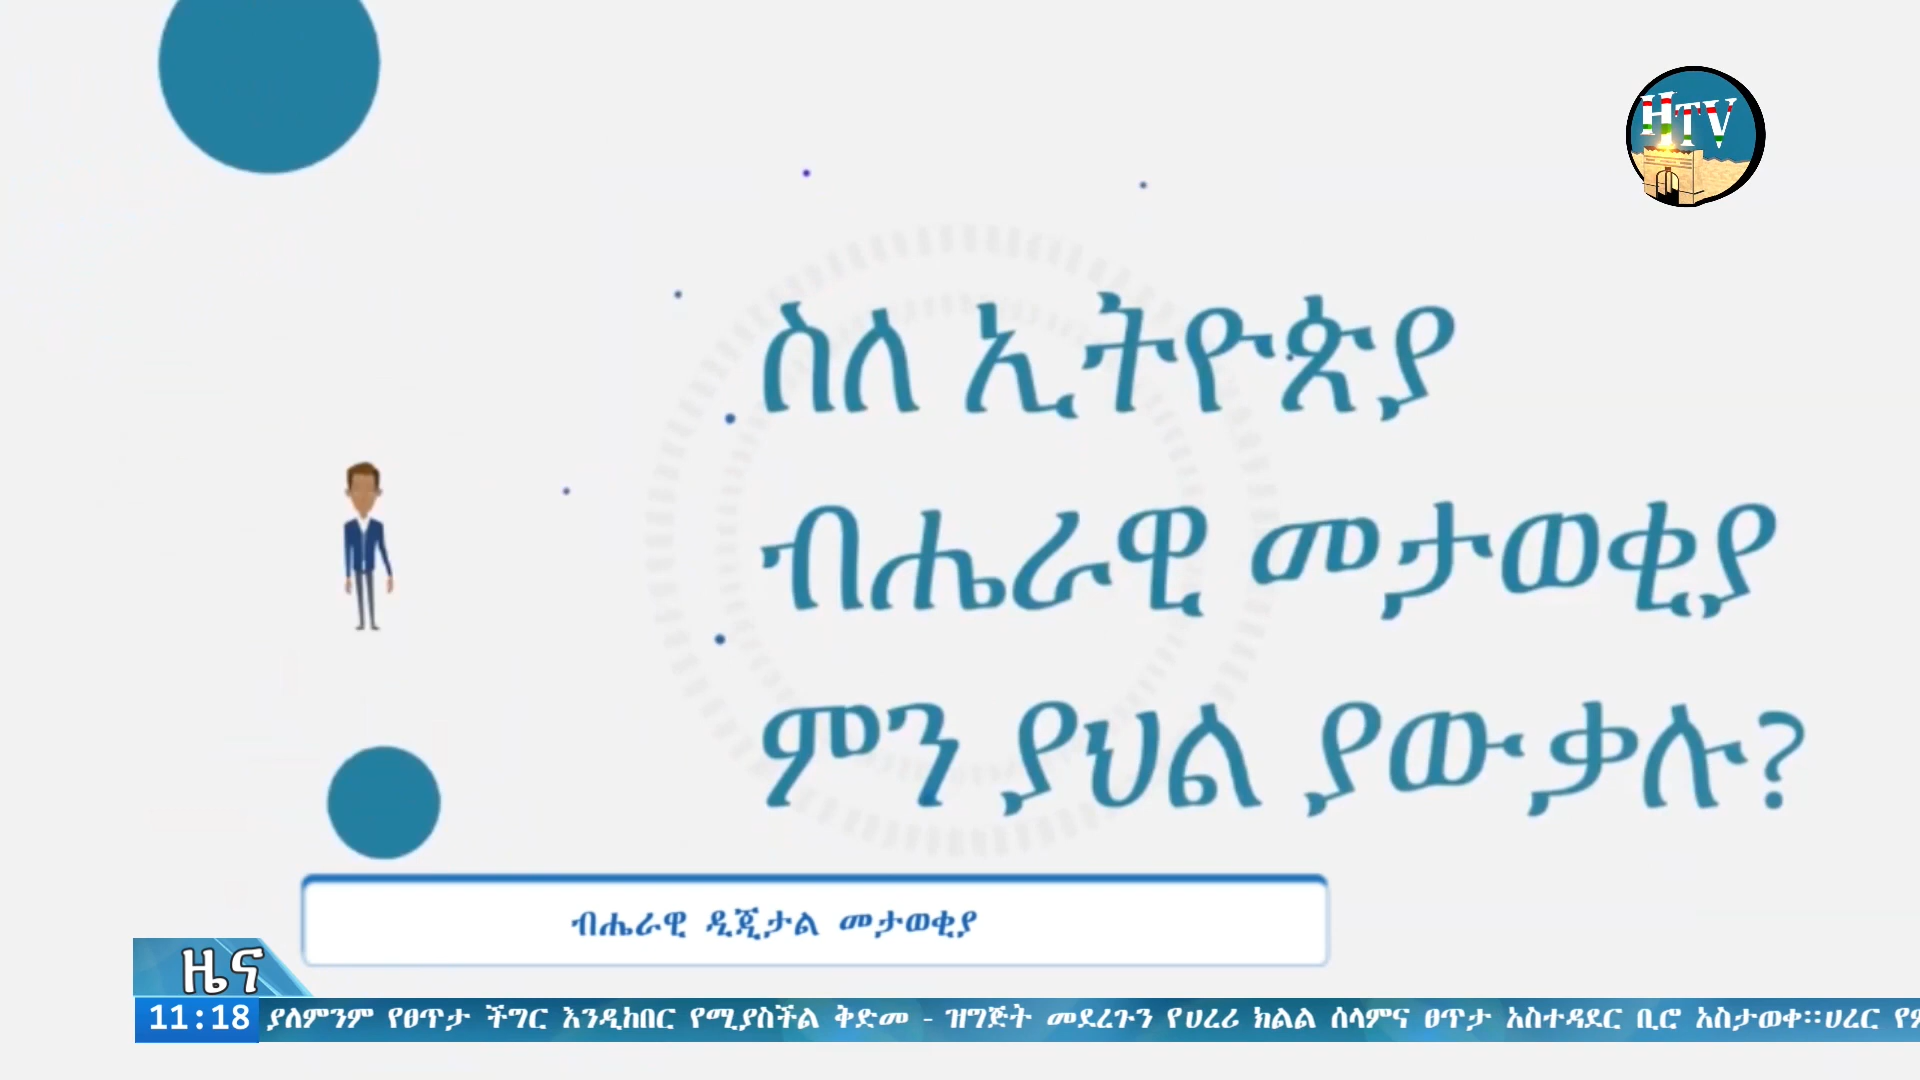 HTV
ስለ ኢትዮጵያ
ብሔራዊ መታወቂያ
ምን ያህል ያውቃሉ?
ብሔራዊ ዲጂታል መታወቂያ
ዜና
11:18 ያለምንም የፀጥታ ችግር እንዲከበር የሚያስችል ቅድመ - ዝግጅት መደረጉን የሀረሪ ክልል ሰላምና ፀጥታ አስተዳደር ቢሮ አስታወቀ።ሀረር